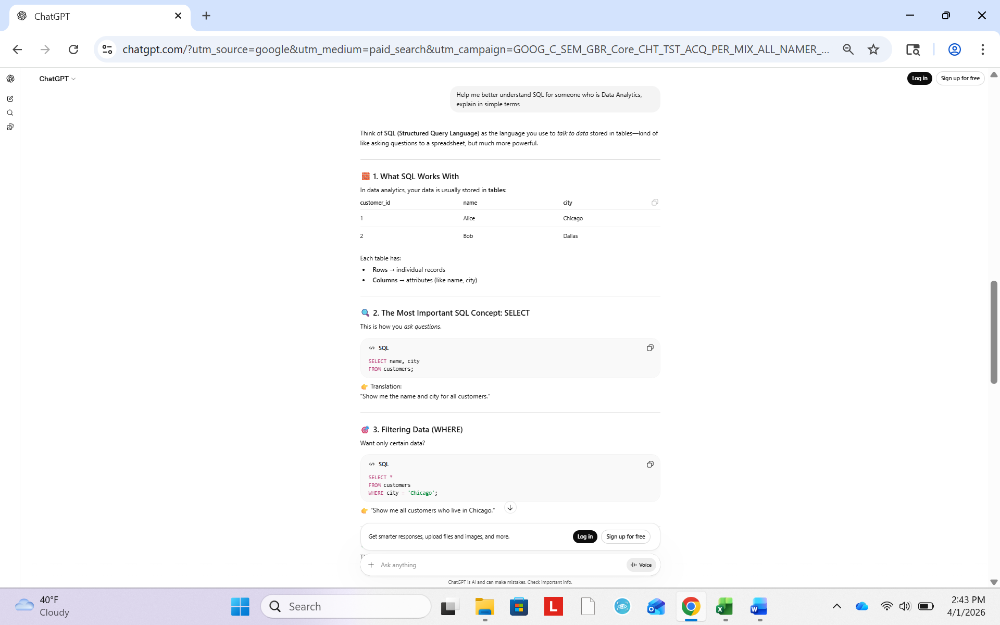 ChatGPT
chatgpt.com/?utm_source=google&utm_medium=paid_search&utm_campaign=GOOG_C_SEM_GBR_Core_CHT_TST_ACQ_PER_MIX_ALL_NAMER_...
ChatGPT
Log in
Sign up for free
Help me better understand SQL for someone who is Data Analytics,
explain in simple terms
Think of SQL (Structured Query Language) as the language you use to talk to data stored in tables—kind of
like asking questions to a spreadsheet, but much more powerful.
🧱 1. What SQL Works With
In data analytics, your data is usually stored in tables:
customer_id name city
1 Alice Chicago
2 Bob Dallas
Each table has:
• Rows → individual records
• Columns → attributes (like name, city)
🔍 2. The Most Important SQL Concept: SELECT
This is how you ask questions.
SQL
SELECT name, city
FROM customers;
👉 Translation:
“Show me the name and city for all customers.”
🎯 3. Filtering Data (WHERE)
Want only certain data?
SQL
SELECT *
FROM customers
WHERE city = 'Chicago';
👉 “Show me all customers who live in Chicago.”
Get smarter responses, upload files and images, and more.
Log in
Sign up for free
Ask anything
Voice
ChatGPT is AI and can make mistakes. Check important info.
40°F
Cloudy
Search
L
O
X
W
2:43 PM
4/1/2026